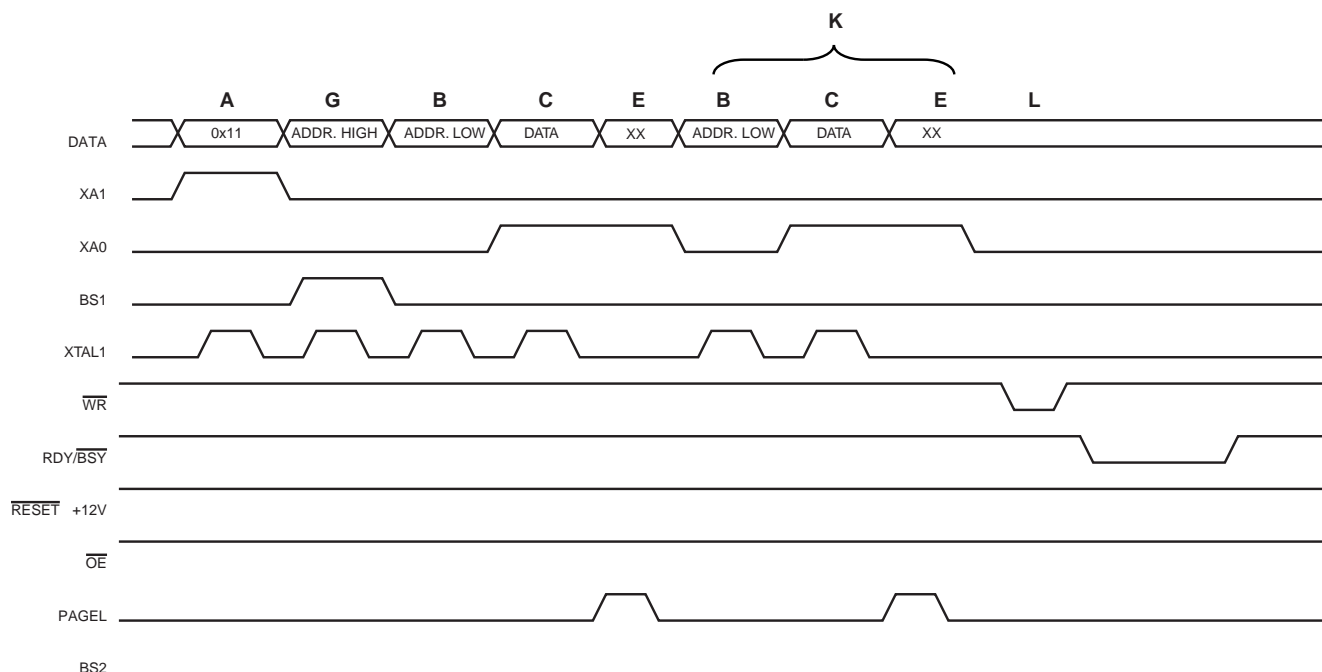 K
A G B C E B C E L
DATA 0x11 ADDR. HIGH ADDR. LOW DATA XX ADDR. LOW DATA XX
XA1
XA0
BS1
XTAL1
WR
RDY/BSY
RESET +12V
OE
PAGEL
BS2